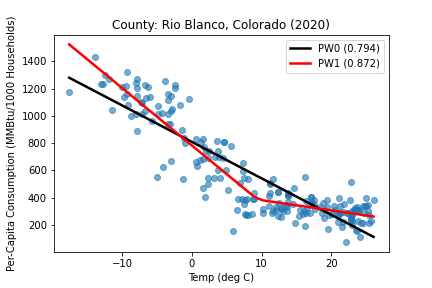 County: Rio Blanco, Colorado (2020)
Per-Capita Consumption (MMBtu/1000 Households)
1400
1200
1000
800
600
400
200
PW0 (0.794)
PW1 (0.872)
−10
0
10
20
Temp (deg C)